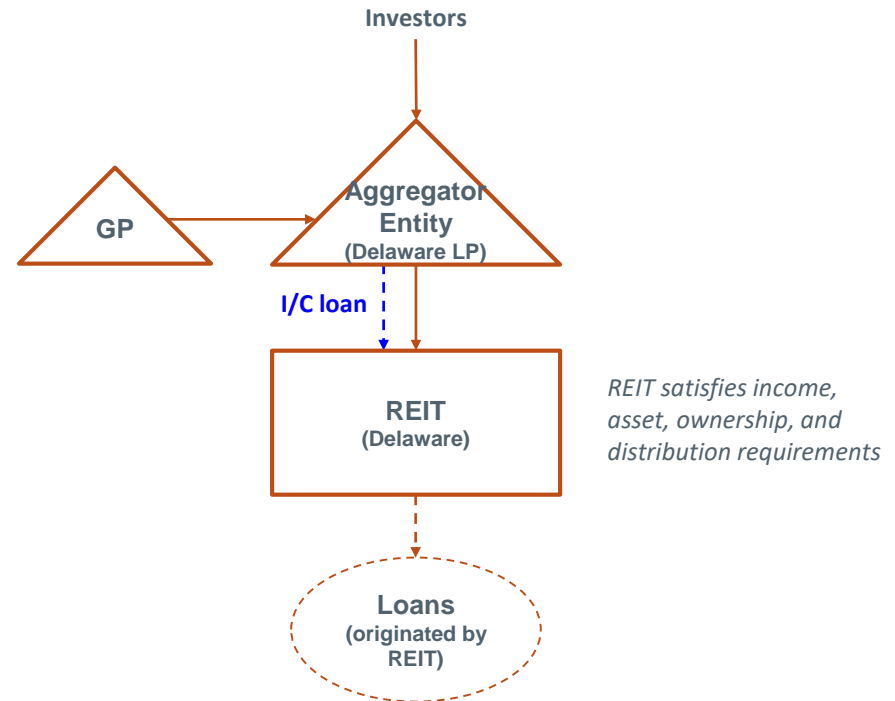 Investors
Aggregator
Entity
(Delaware LP)
GP
I/C loan
REIT
(Delaware)
REIT satisfies income,
asset, ownership, and
distribution requirements
Loans
(originated by
REIT)